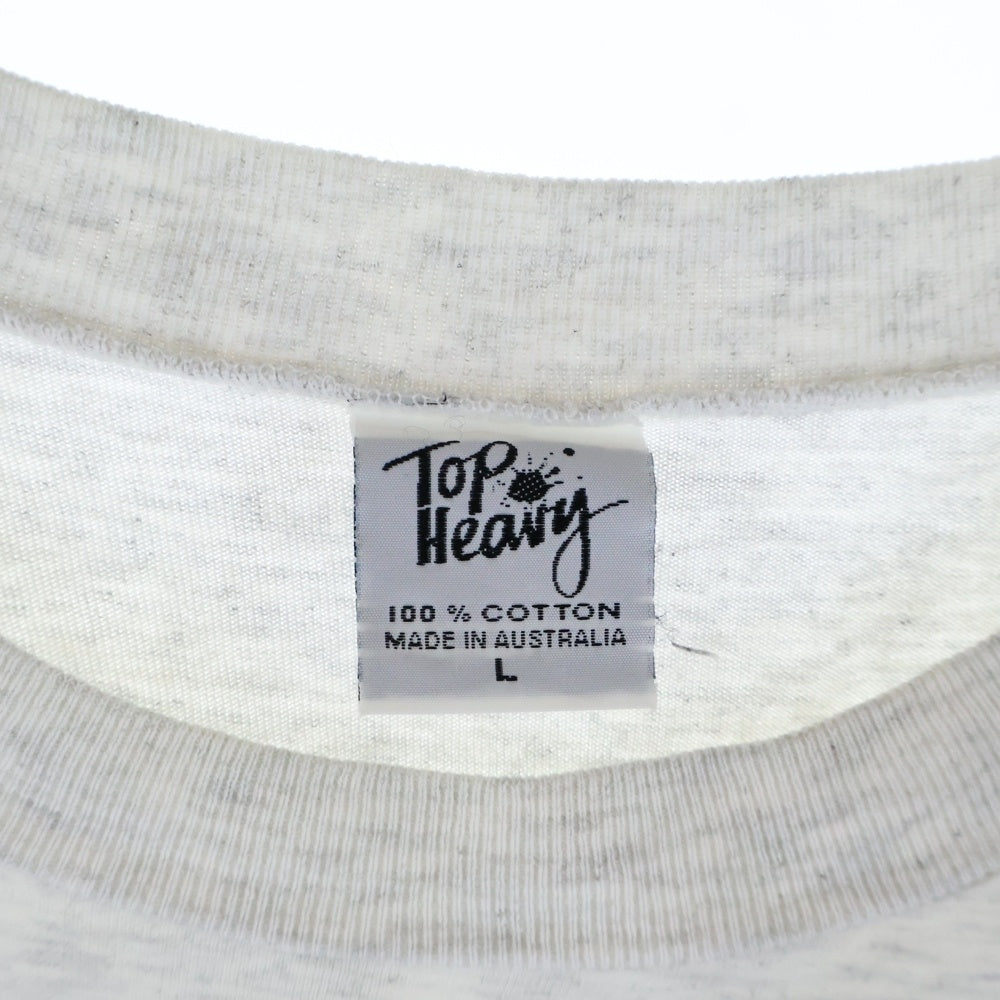 Top
Heavy
100 % COTTON
MADE IN AUSTRALIA
L